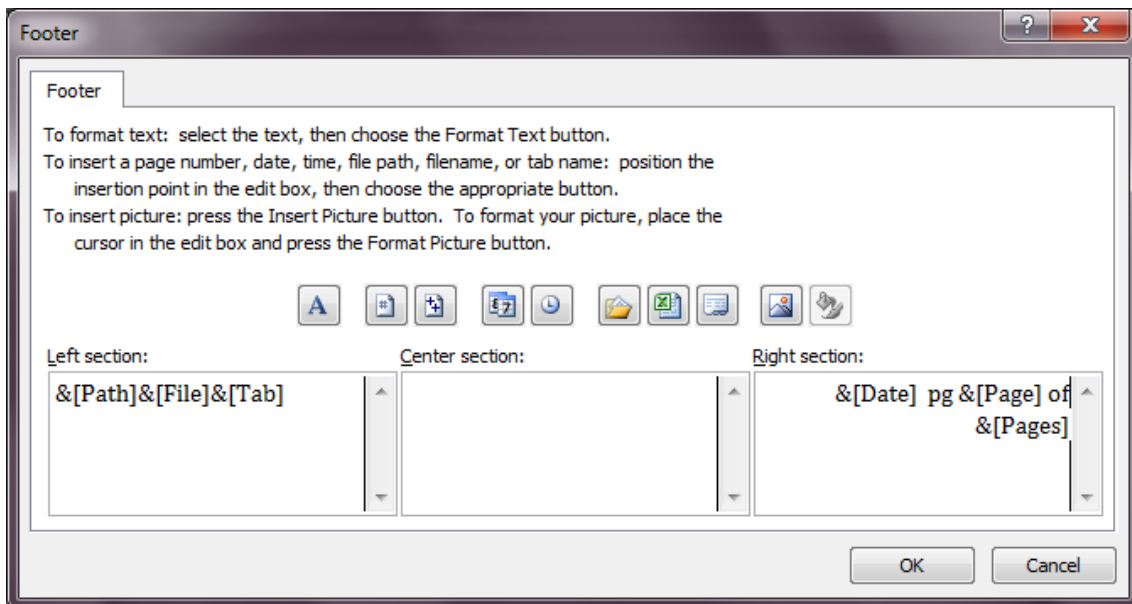 Footer
Footer
To format text: select the text, then choose the Format Text button.
To insert a page number, date, time, file path, filename, or tab name: position the
insertion point in the edit box, then choose the appropriate button.
To insert picture: press the Insert Picture button. To format your picture, place the
cursor in the edit box and press the Format Picture button.
A
Left section: Center section: Right section:
&[Path]&[File]&[Tab] &[Date] pg &[Page] of
&[Pages]
OK Cancel